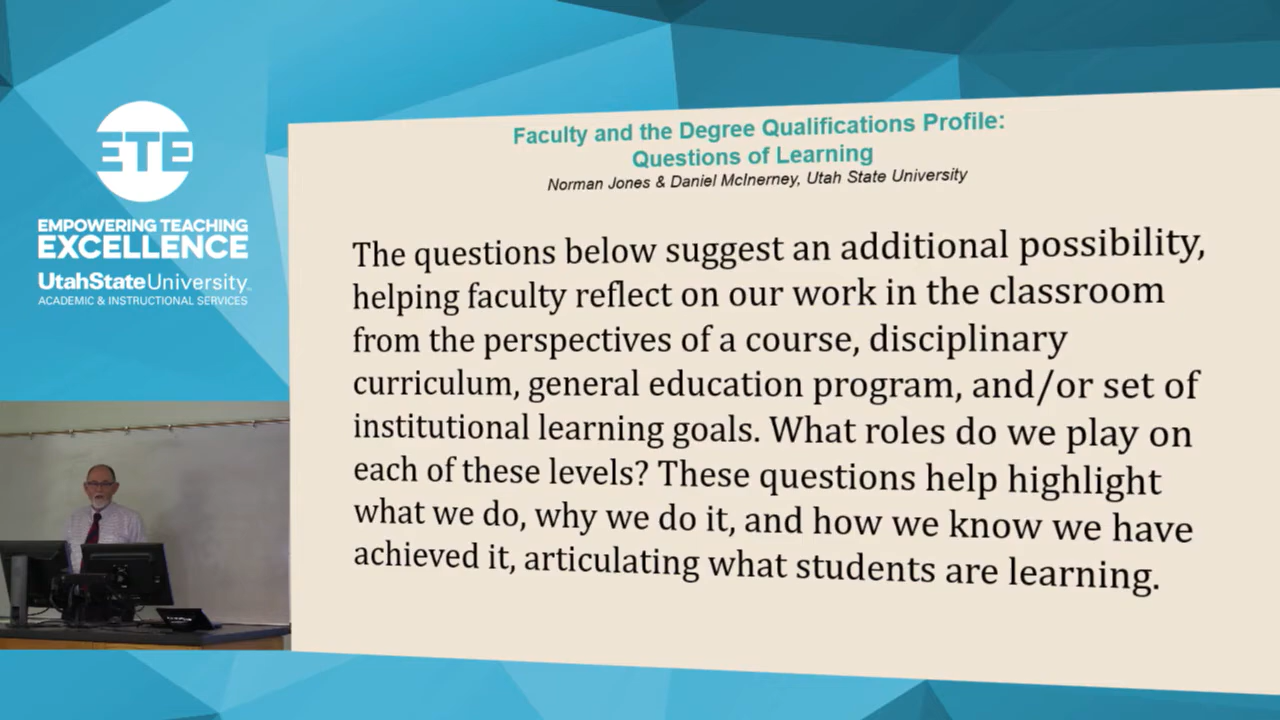 ETE
EMPOWERING TEACHING
EXCELLENCE
UtahStateUniversity
ACADEMIC & INSTRUCTIONAL SERVICES
Faculty and the Degree Qualifications Profile:
Questions of Learning
Norman Jones & Daniel McInerney, Utah State University
The questions below suggest an additional possibility,
helping faculty reflect on our work in the classroom
from the perspectives of a course, disciplinary
curriculum, general education program, and/or set of
institutional learning goals. What roles do we play on
each of these levels? These questions help highlight
what we do, why we do it, and how we know we have
achieved it, articulating what students are learning.